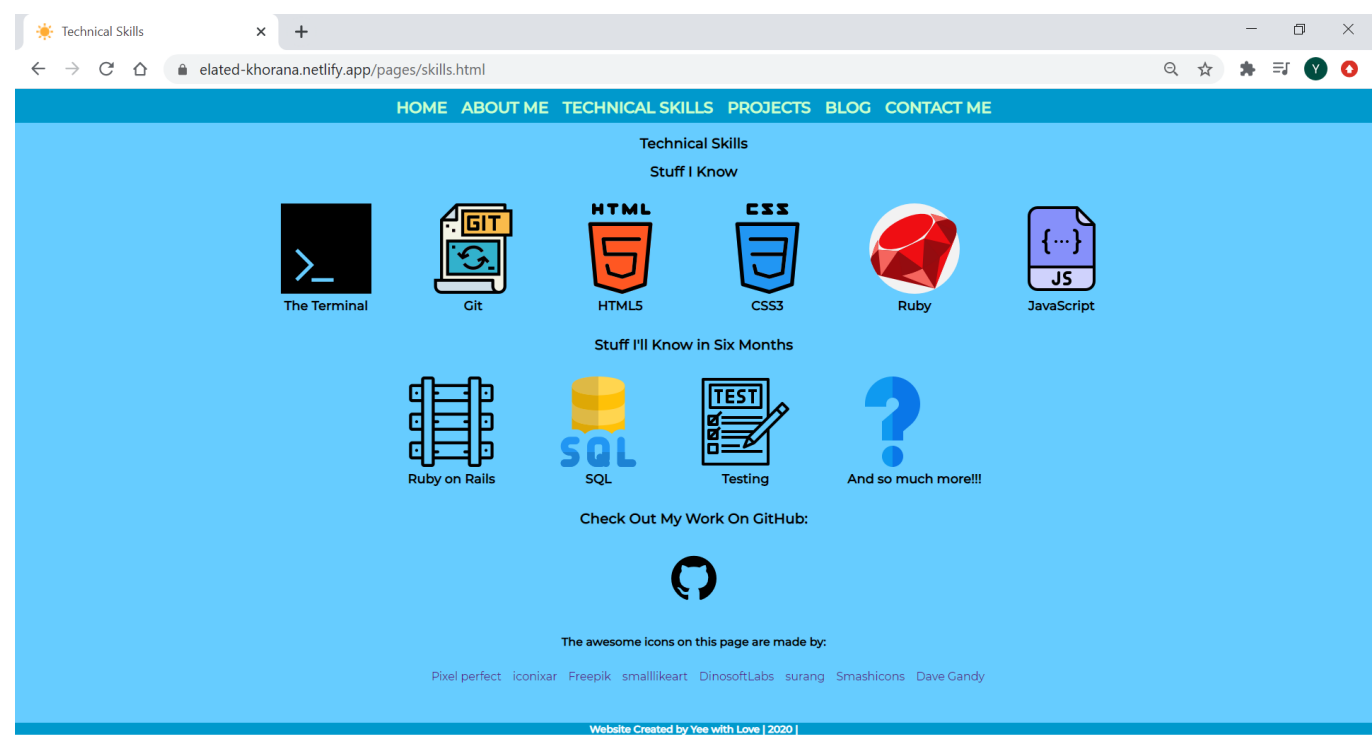 Technical Skills
elated-khorana.netlify.app/pages/skills.html
Y
HOME ABOUT ME TECHNICAL SKILLS PROJECTS BLOG CONTACT ME
Technical Skills
Stuff I Know
GIT HTML CSS
>_ 5 3 {...} JS
The Terminal Git HTML5 CSS3 Ruby JavaScript
Stuff I'll Know in Six Months
TEST ?
SQL
Ruby on Rails SQL Testing And so much more!!!
Check Out My Work On GitHub:
The awesome icons on this page are made by:
Pixel perfect iconixar Freepik smalllikeart DinosoftLabs surang Smashicons Dave Gandy
Website Created by Yee with Love | 2020 |